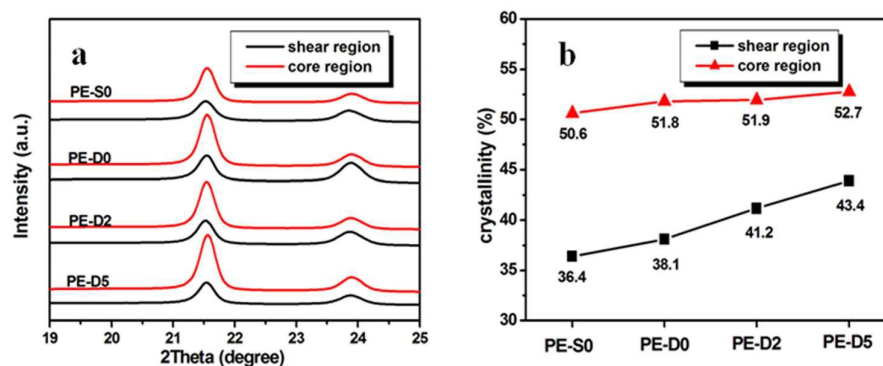 a
shear region
core region
PE-S0
PE-D0
PE-D2
PE-D5
Intensity (a.u.)
19 20 21 22 23 24 25
2Theta (degree)
b
shear region
core region
60
55
50
45
40
35
30
crystallinity (%)
50.6 51.8 51.9 52.7
36.4 38.1 41.2 43.4
PE-S0 PE-D0 PE-D2 PE-D5